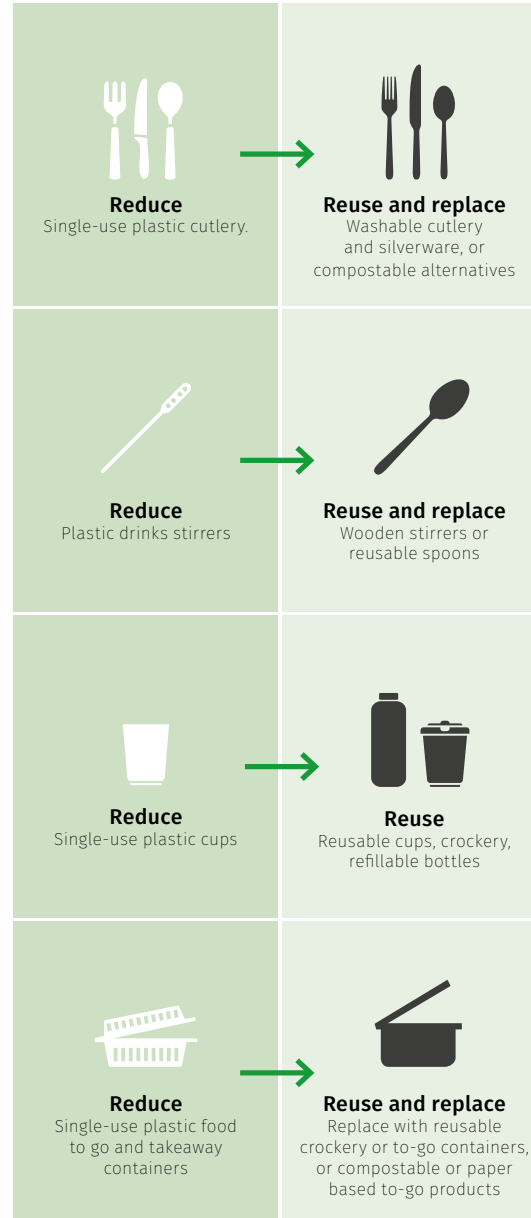 Reduce
Single-use plastic cutlery.
Reuse and replace
Washable cutlery
and silverware, or
compostable alternatives
Reduce
Plastic drinks stirrers
Reuse and replace
Wooden stirrers or
reusable spoons
Reduce
Single-use plastic cups
Reuse
Reusable cups, crockery,
refillable bottles
Reduce
Single-use plastic food
to go and takeaway
containers
Reuse and replace
Replace with reusable
crockery or to-go containers,
or compostable or paper
based to-go products